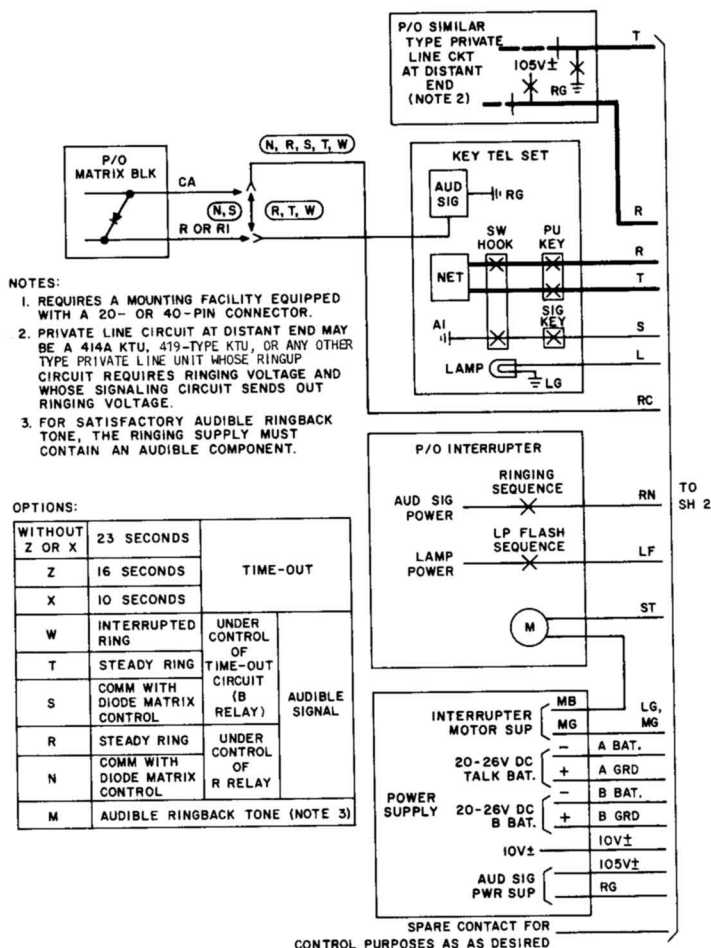 P/O SIMILAR
TYPE PRIVATE
LINE CKT
AT DISTANT
END
(NOTE 2)
105V±
RG
T
R
P/O
MATRIX BLK
CA
R OR RI
N, R, S, T, W
N, S
R, T, W
KEY TEL SET
AUD
SIG
RG
SW
HOOK
PU
KEY
NET
R
T
SIG
KEY
A1
S
LAMP
L
LG
RC
NOTES:
1. REQUIRES A MOUNTING FACILITY EQUIPPED
WITH A 20- OR 40-PIN CONNECTOR.
2. PRIVATE LINE CIRCUIT AT DISTANT END MAY
BE A 414A KTU, 419-TYPE KTU, OR ANY OTHER
TYPE PRIVATE LINE UNIT WHOSE RINGUP
CIRCUIT REQUIRES RINGING VOLTAGE AND
WHOSE SIGNALING CIRCUIT SENDS OUT
RINGING VOLTAGE.
3. FOR SATISFACTORY AUDIBLE RINGBACK
TONE, THE RINGING SUPPLY MUST
CONTAIN AN AUDIBLE COMPONENT.
P/O INTERRUPTER
RINGING
SEQUENCE
AUD SIG
POWER
RN
TO
SH 2
LP FLASH
SEQUENCE
LAMP
POWER
LF
ST
M
OPTIONS:
WITHOUT
Z OR X
23 SECONDS
Z
16 SECONDS
TIME-OUT
X
10 SECONDS
W
INTERRUPTED
RING
UNDER
CONTROL
OF
TIME-OUT
CIRCUIT
(B
RELAY)
T
STEADY RING
S
COMM WITH
DIODE MATRIX
CONTROL
AUDIBLE
SIGNAL
R
STEADY RING
UNDER
CONTROL
OF
R RELAY
N
COMM WITH
DIODE MATRIX
CONTROL
M
AUDIBLE RINGBACK TONE (NOTE 3)
POWER
SUPPLY
INTERRUPTER
MOTOR SUP
MB
MG
LG,
MG
20-26V DC
TALK BAT.
-
A BAT.
+
A GRD
20-26V DC
B BAT.
-
B BAT.
+
B GRD
10V±
10V±
AUD SIG
PWR SUP
105V±
RG
SPARE CONTACT FOR
CONTROL PURPOSES AS AS DESIRED